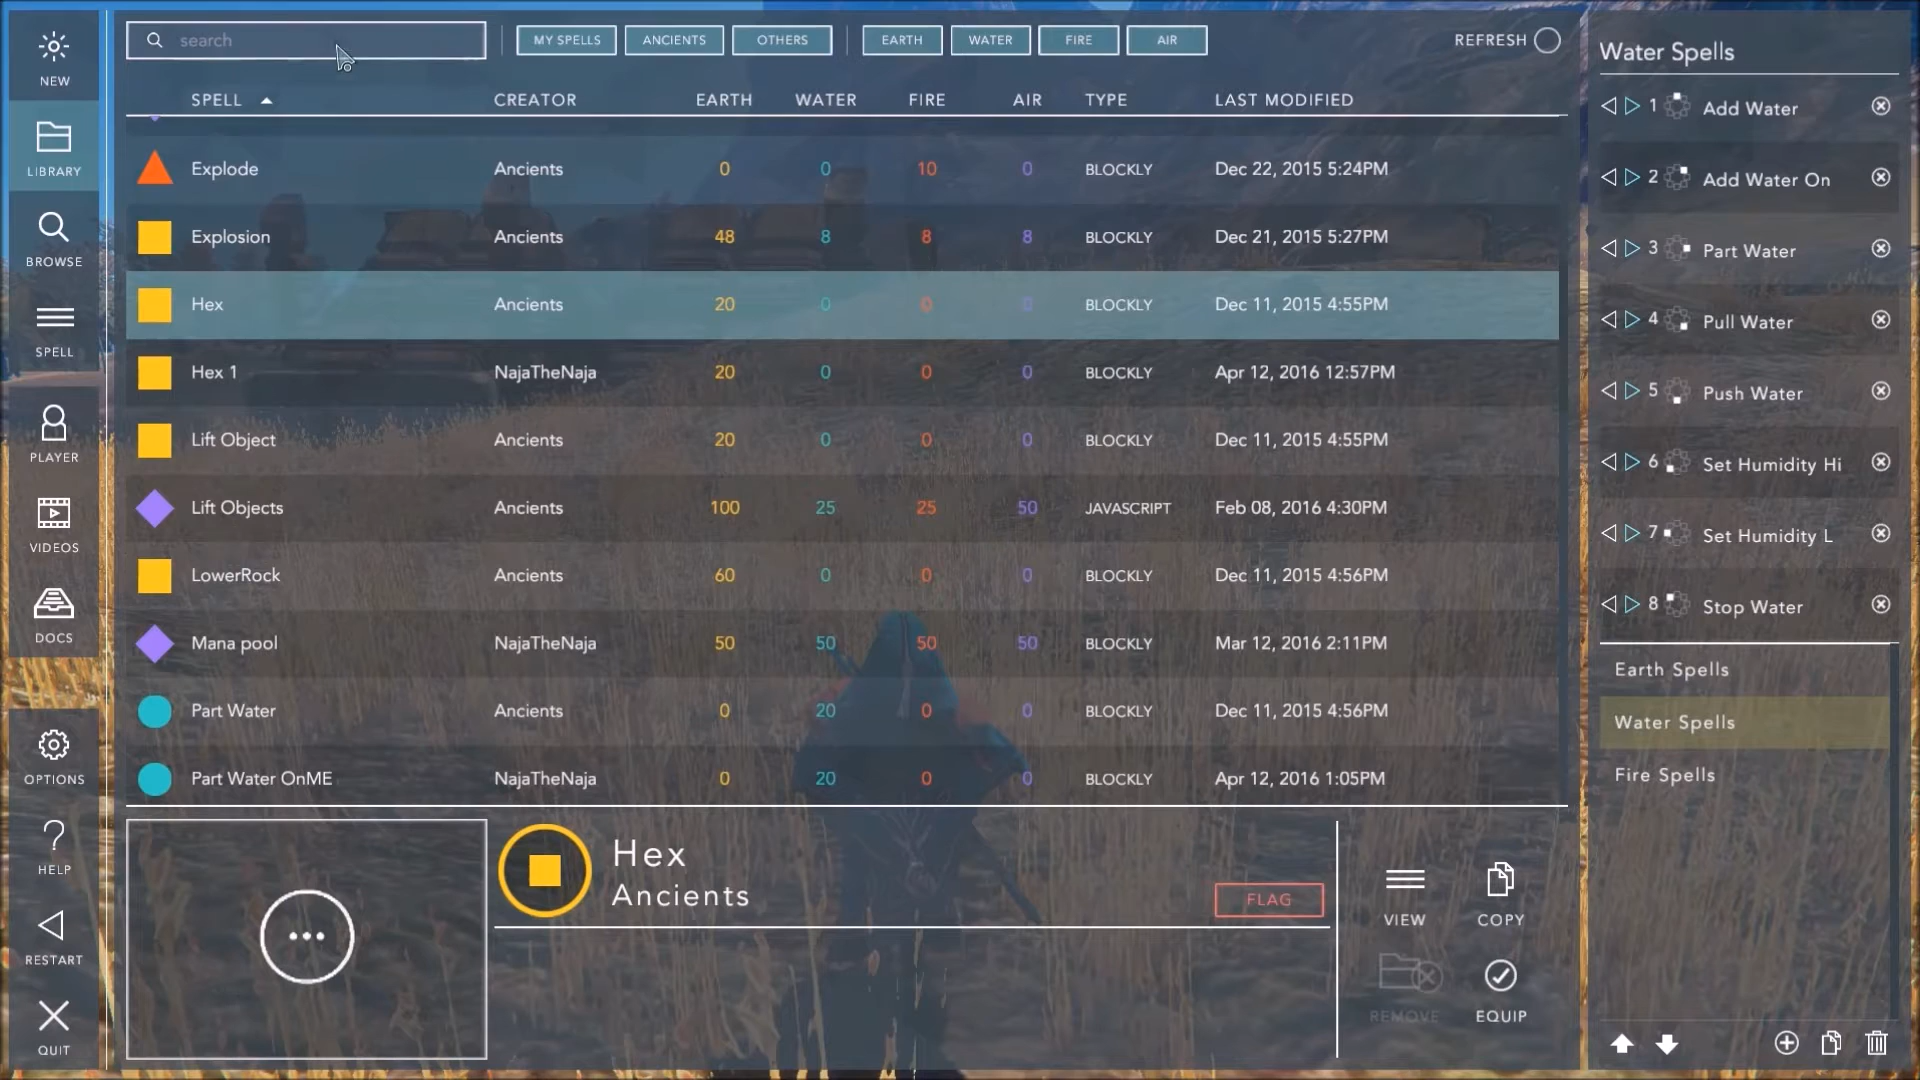 NEW
LIBRARY
BROWSE
SPELL
PLAYER
VIDEOS
DOCS
OPTIONS
?
HELP
RESTART
QUIT
search
MY SPELLS ANCIENTS OTHERS EARTH WATER FIRE AIR REFRESH
SPELL CREATOR EARTH WATER FIRE AIR TYPE LAST MODIFIED
Explode Ancients 0 0 10 0 BLOCKLY Dec 22, 2015 5:24PM
Explosion Ancients 48 8 8 8 BLOCKLY Dec 21, 2015 5:27PM
Hex Ancients 20 0 0 0 BLOCKLY Dec 11, 2015 4:55PM
Hex 1 NajaTheNaja 20 0 0 0 BLOCKLY Apr 12, 2016 12:57PM
Lift Object Ancients 20 0 0 0 BLOCKLY Dec 11, 2015 4:55PM
Lift Objects Ancients 100 25 25 50 JAVASCRIPT Feb 08, 2016 4:30PM
LowerRock Ancients 60 0 0 0 BLOCKLY Dec 11, 2015 4:56PM
Mana pool NajaTheNaja 50 50 50 50 BLOCKLY Mar 12, 2016 2:11PM
Part Water Ancients 0 20 0 0 BLOCKLY Dec 11, 2015 4:56PM
Part Water OnME NajaTheNaja 0 20 0 0 BLOCKLY Apr 12, 2016 1:05PM
Hex
Ancients
FLAG
VIEW COPY
REMOVE EQUIP
Water Spells
1 Add Water
2 Add Water On
3 Part Water
4 Pull Water
5 Push Water
6 Set Humidity Hi
7 Set Humidity L
8 Stop Water
Earth Spells
Water Spells
Fire Spells